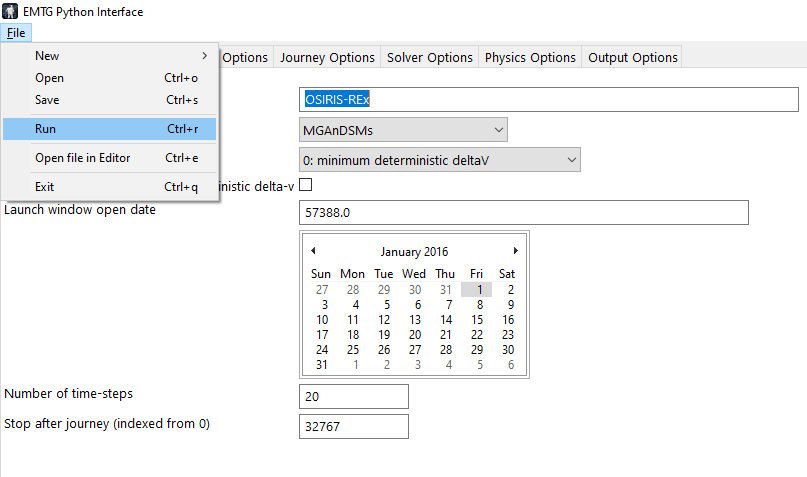 EMTG Python Interface
File
Options Journey Options Solver Options Physics Options Output Options
New
Open Ctrl+o
Save Ctrl+s
Run Ctrl+r
Open file in Editor Ctrl+e
Exit Ctrl+q
OSIRIS-REx
MGAnDSMs
0: minimum deterministic deltaV
nistic delta-v
Launch window open date 57388.0
January 2016
Sun Mon Tue Wed Thu Fri Sat
27 28 29 30 31 1 2
3 4 5 6 7 8 9
10 11 12 13 14 15 16
17 18 19 20 21 22 23
24 25 26 27 28 29 30
31 1 2 3 4 5 6
Number of time-steps 20
Stop after journey (indexed from 0) 32767